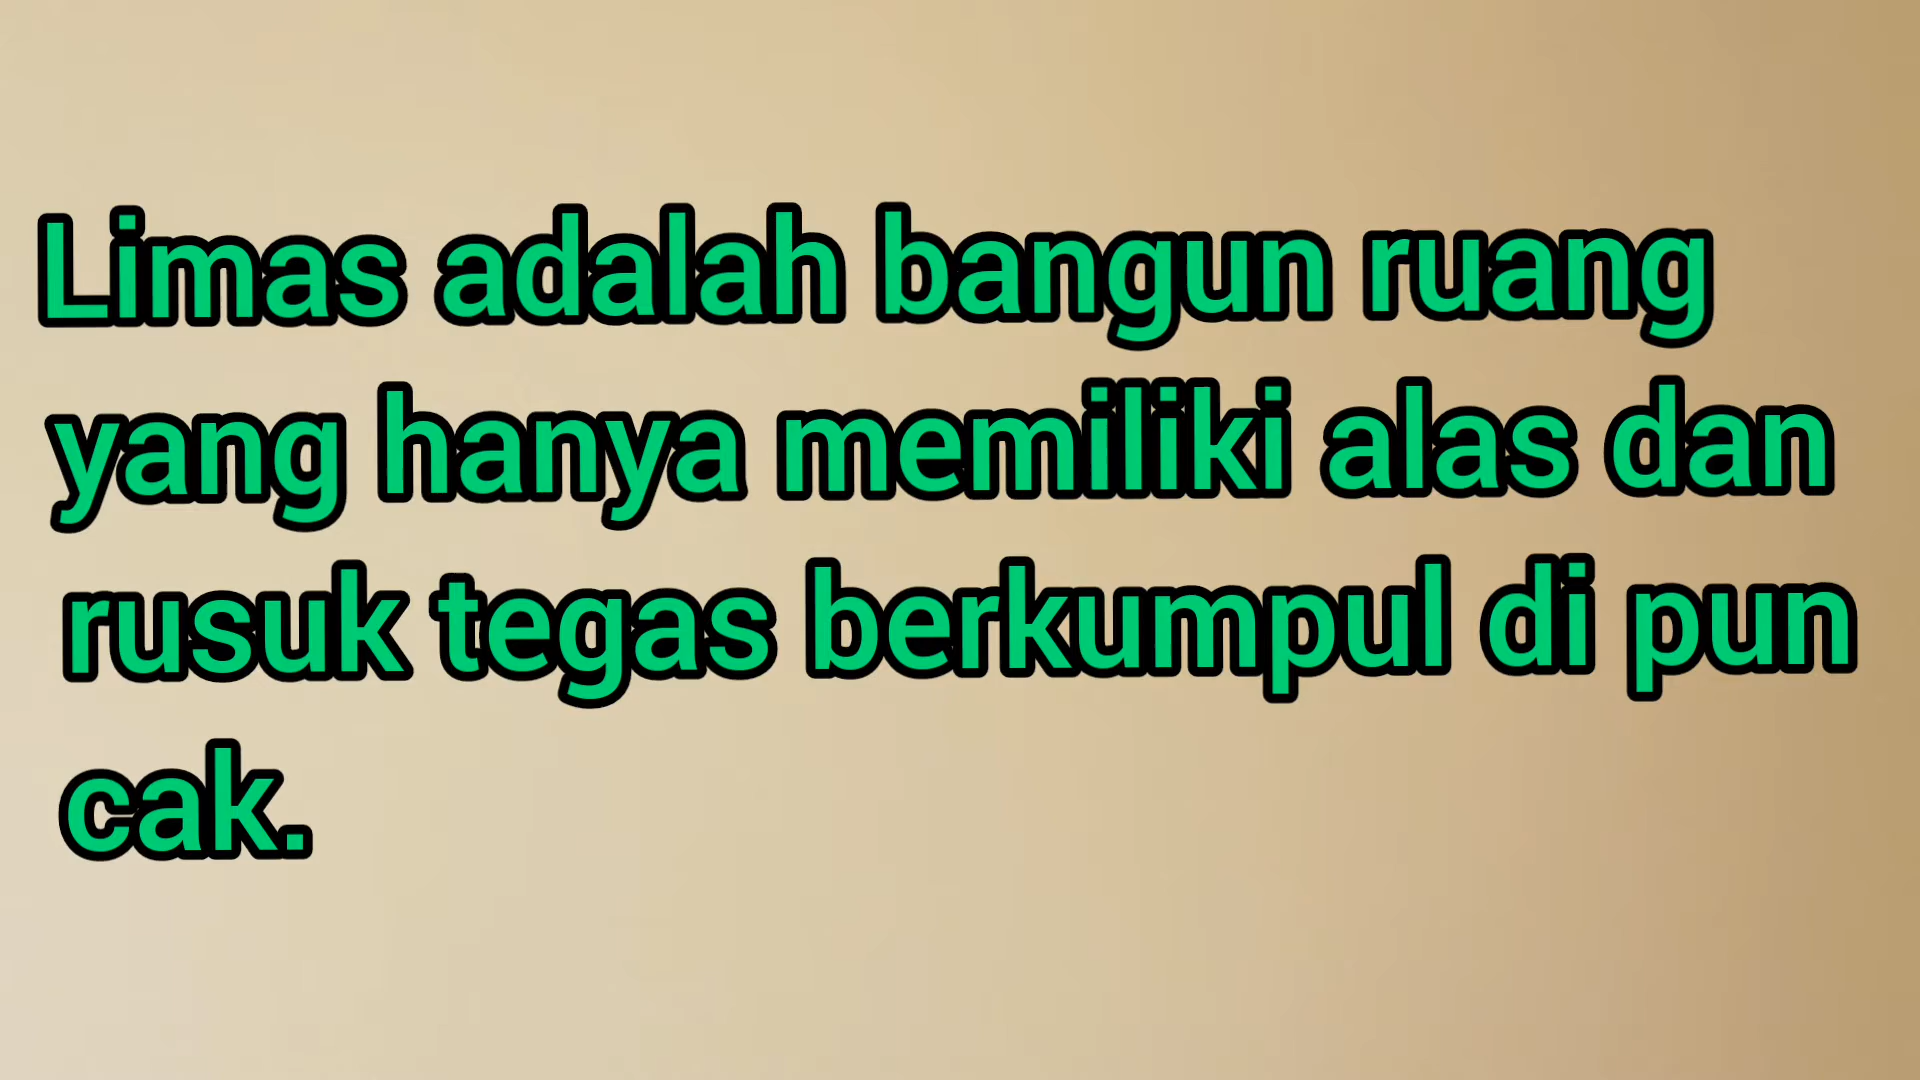 Limas adalah bangun ruang
yang hanya memiliki alas dan
rusuk tegas berkumpul di pun
cak.